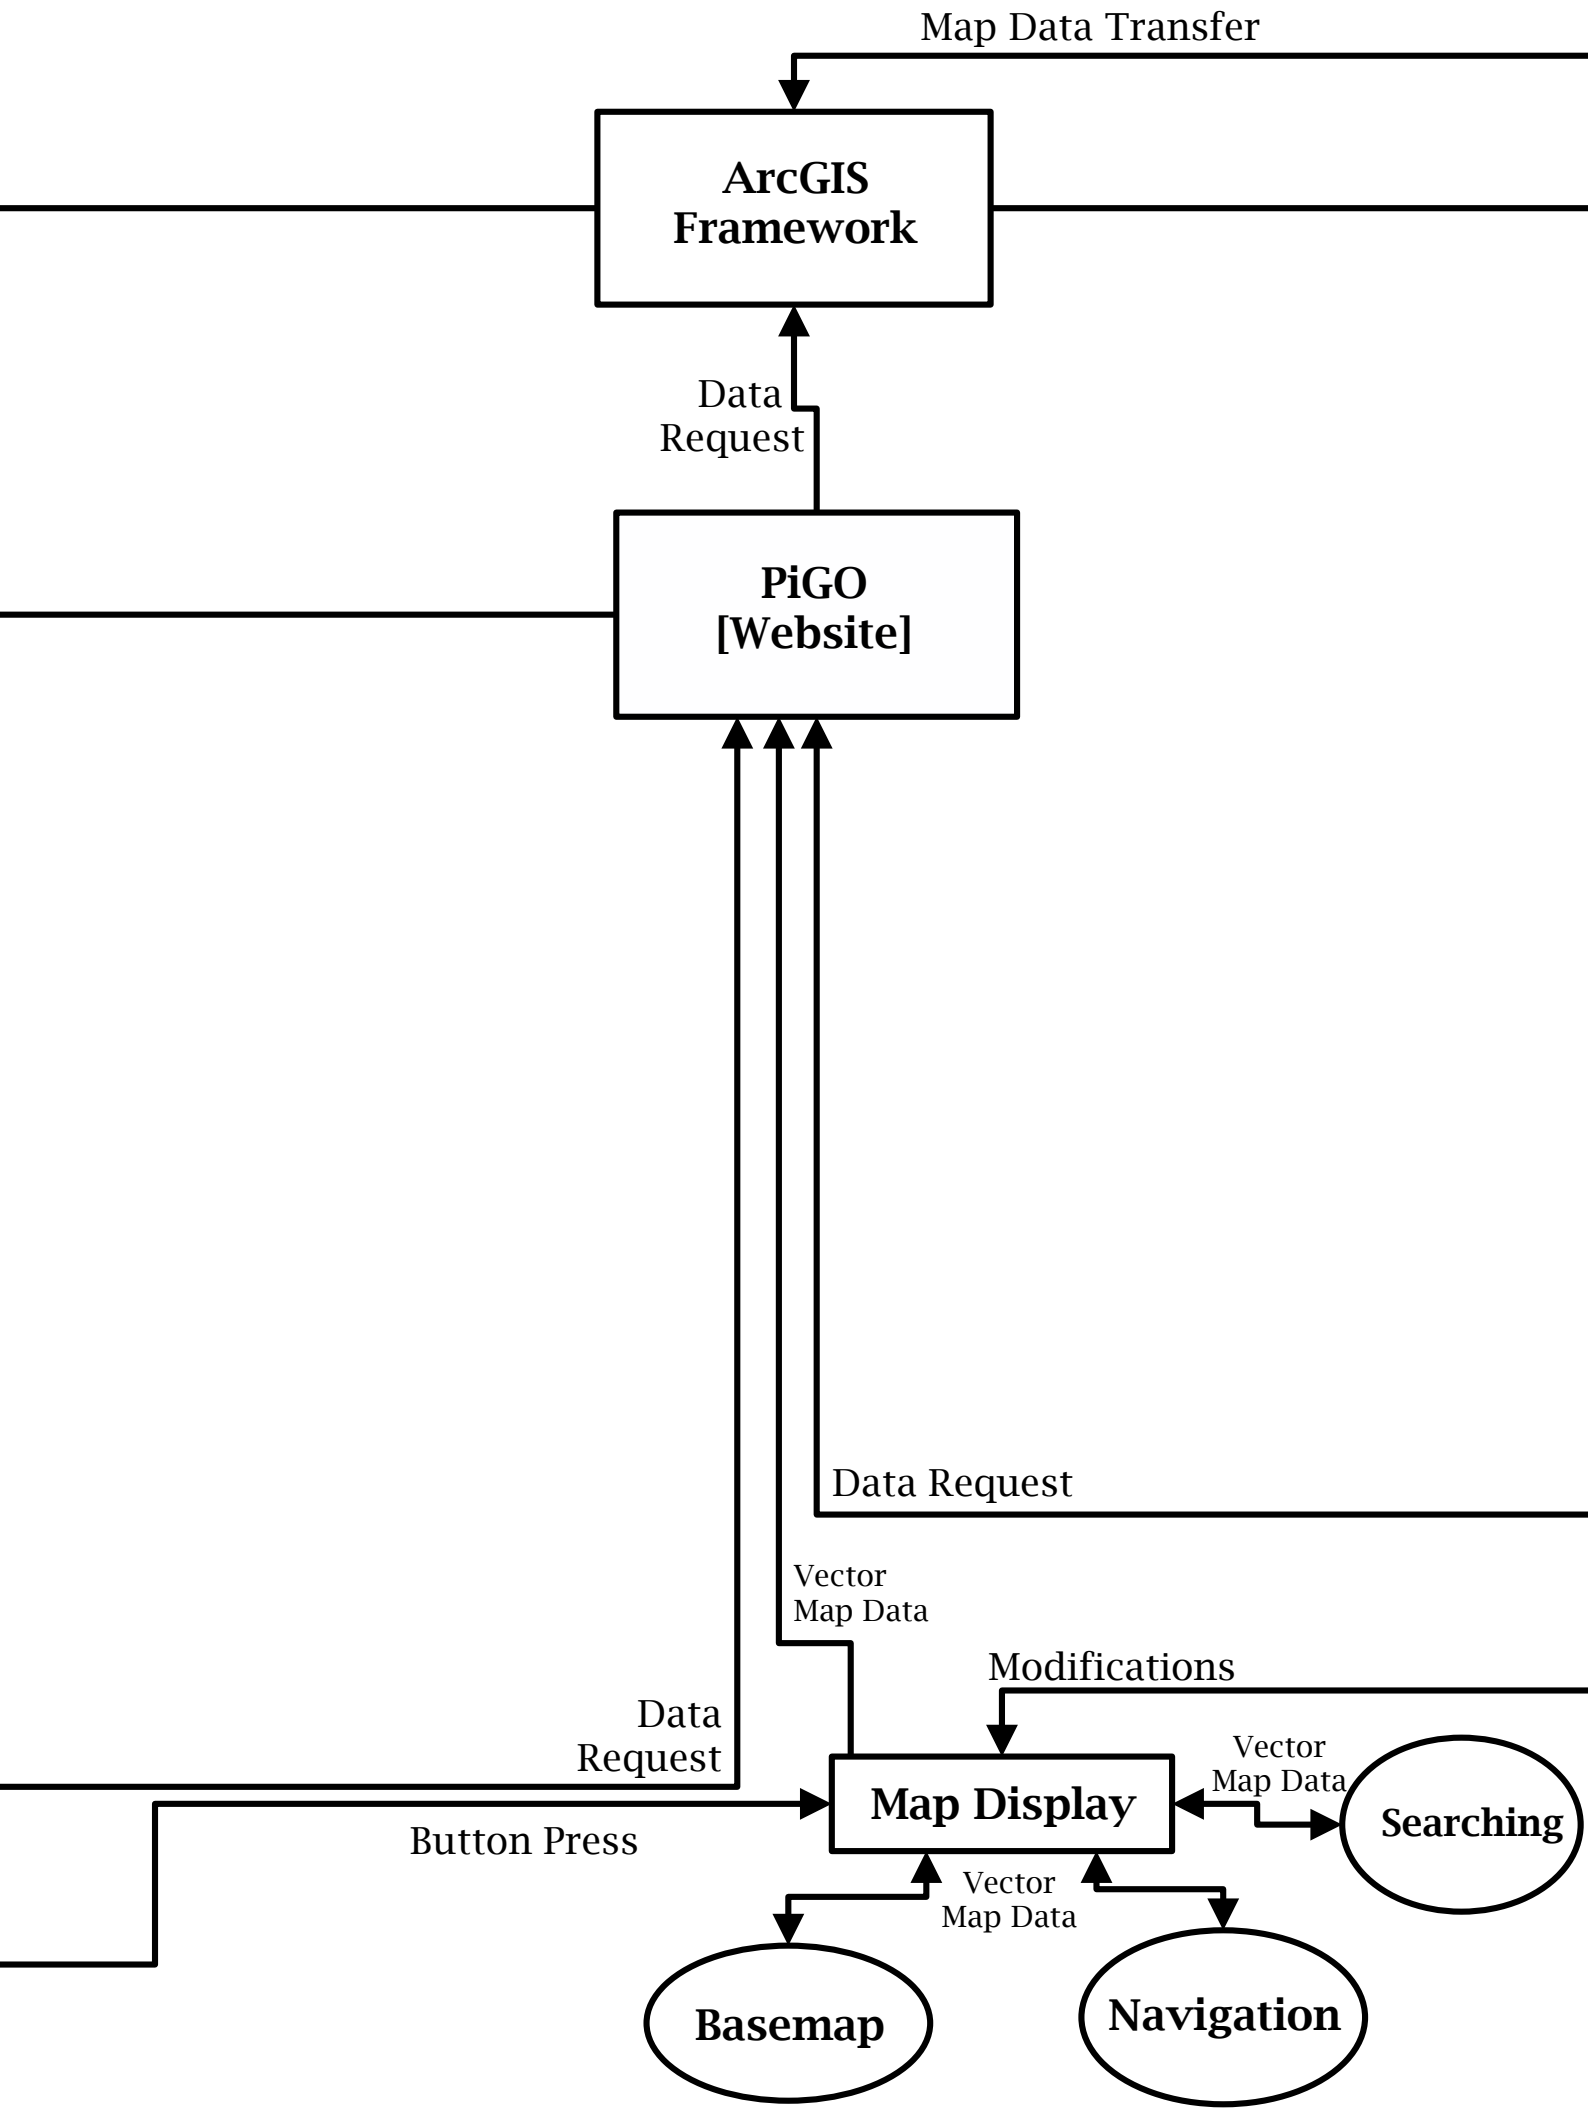 Map Data Transfer
ArcGIS
Framework
Data
Request
PiGO
[Website]
Data Request
Vector
Map Data
Modifications
Data
Request
Vector
Map Data
Map Display
Searching
Button Press
Vector
Map Data
Basemap
Navigation